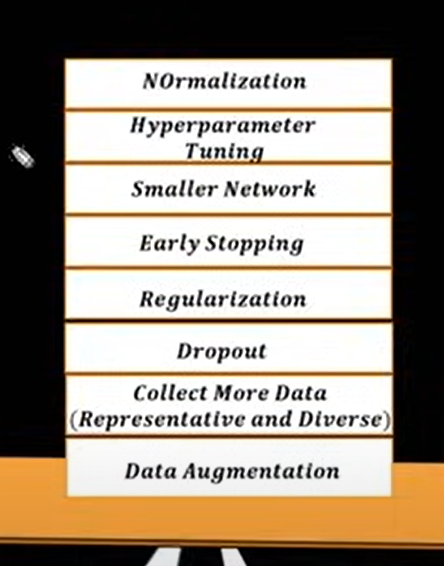 NOrmalization
Hyperparameter
Tuning
Smaller Network
Early Stopping
Regularization
Dropout
Collect More Data
(Representative and Diverse)
Data Augmentation